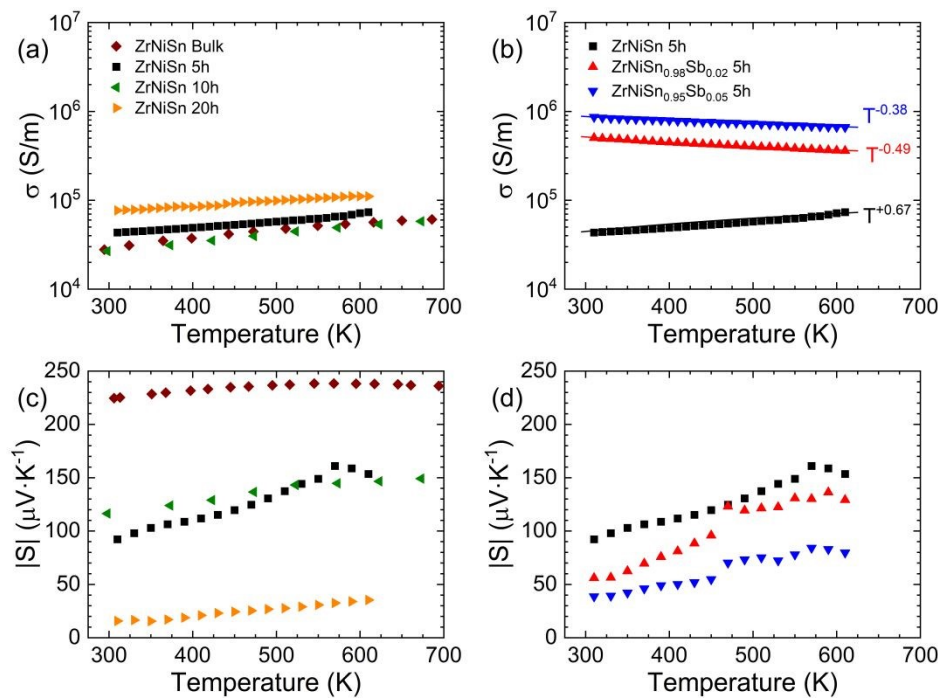 (a)
ZrNiSn Bulk
ZrNiSn 5h
ZrNiSn 10h
ZrNiSn 20h
10^7
10^6
10^5
10^4
σ (S/m)
300 400 500 600 700
Temperature (K)
(b)
ZrNiSn 5h
ZrNiSn_0.98Sb_0.02 5h
ZrNiSn_0.95Sb_0.05 5h
T^-0.38
T^-0.49
T^+0.67
10^7
10^6
10^5
10^4
σ (S/m)
300 400 500 600 700
Temperature (K)
(c)
250
200
150
100
50
0
|S| (μV·K^-1)
300 400 500 600 700
Temperature (K)
(d)
250
200
150
100
50
0
|S| (μV·K^-1)
300 400 500 600 700
Temperature (K)